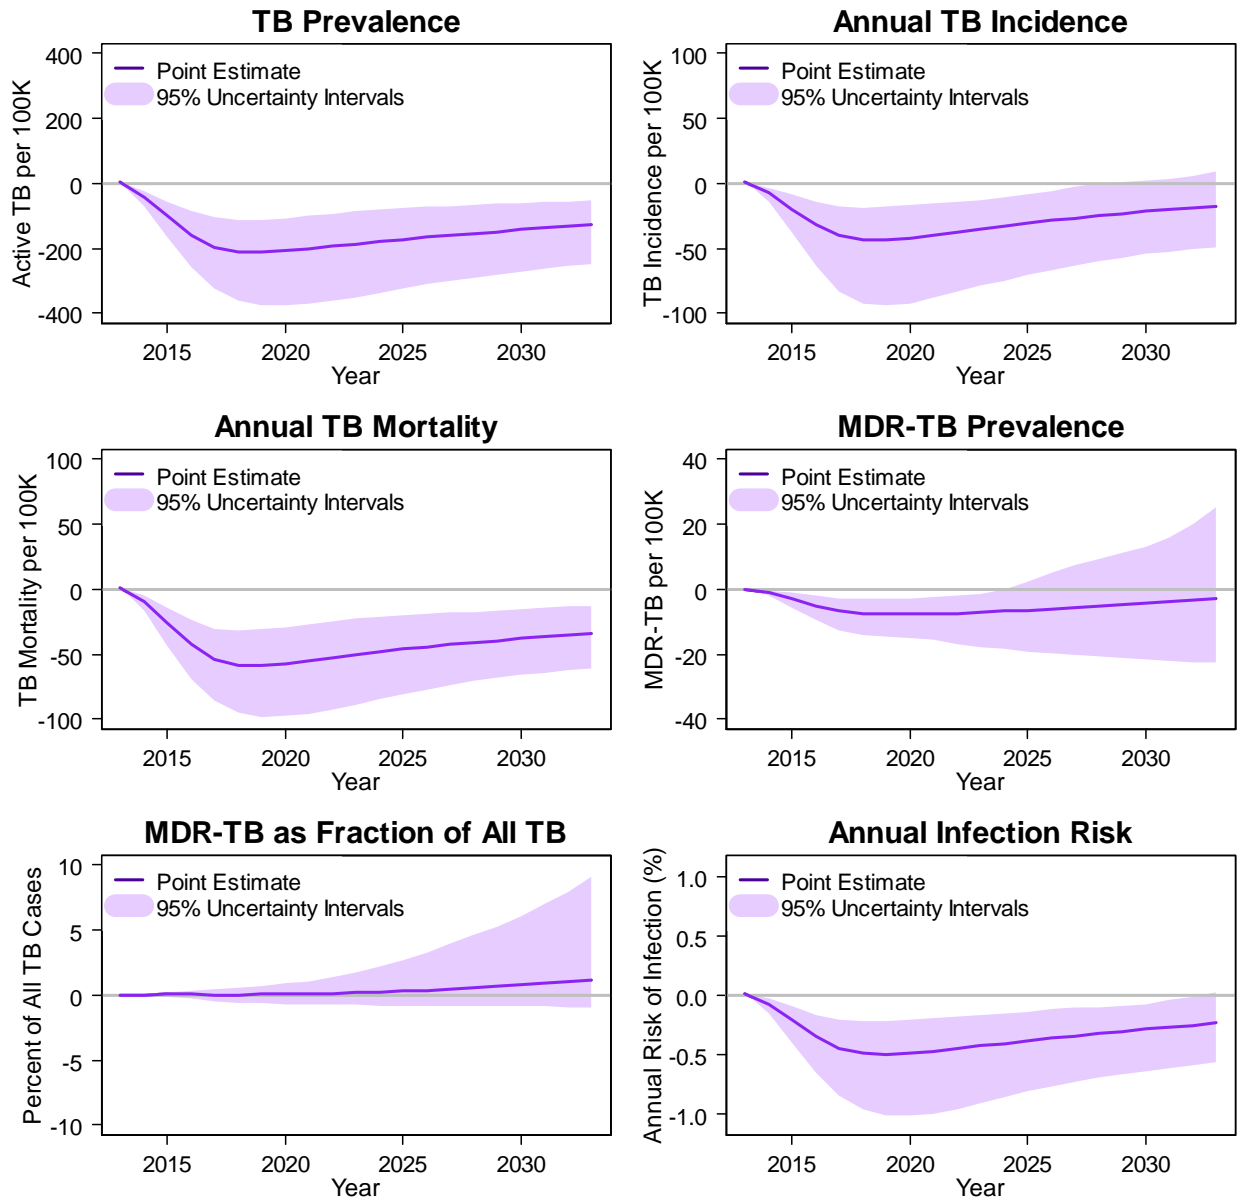 TB Prevalence
Active TB per 100K
400
200
0
-200
-400
Point Estimate
95% Uncertainty Intervals
2015 2020 2025 2030
Year
Annual TB Incidence
TB Incidence per 100K
100
50
0
-50
-100
Point Estimate
95% Uncertainty Intervals
2015 2020 2025 2030
Year
Annual TB Mortality
TB Mortality per 100K
100
50
0
-50
-100
Point Estimate
95% Uncertainty Intervals
2015 2020 2025 2030
Year
MDR-TB Prevalence
MDR-TB per 100K
40
20
0
-20
-40
Point Estimate
95% Uncertainty Intervals
2015 2020 2025 2030
Year
MDR-TB as Fraction of All TB
Percent of All TB Cases
10
5
0
-5
-10
Point Estimate
95% Uncertainty Intervals
2015 2020 2025 2030
Year
Annual Infection Risk
Annual Risk of Infection (%)
1.0
0.5
0.0
-0.5
-1.0
Point Estimate
95% Uncertainty Intervals
2015 2020 2025 2030
Year